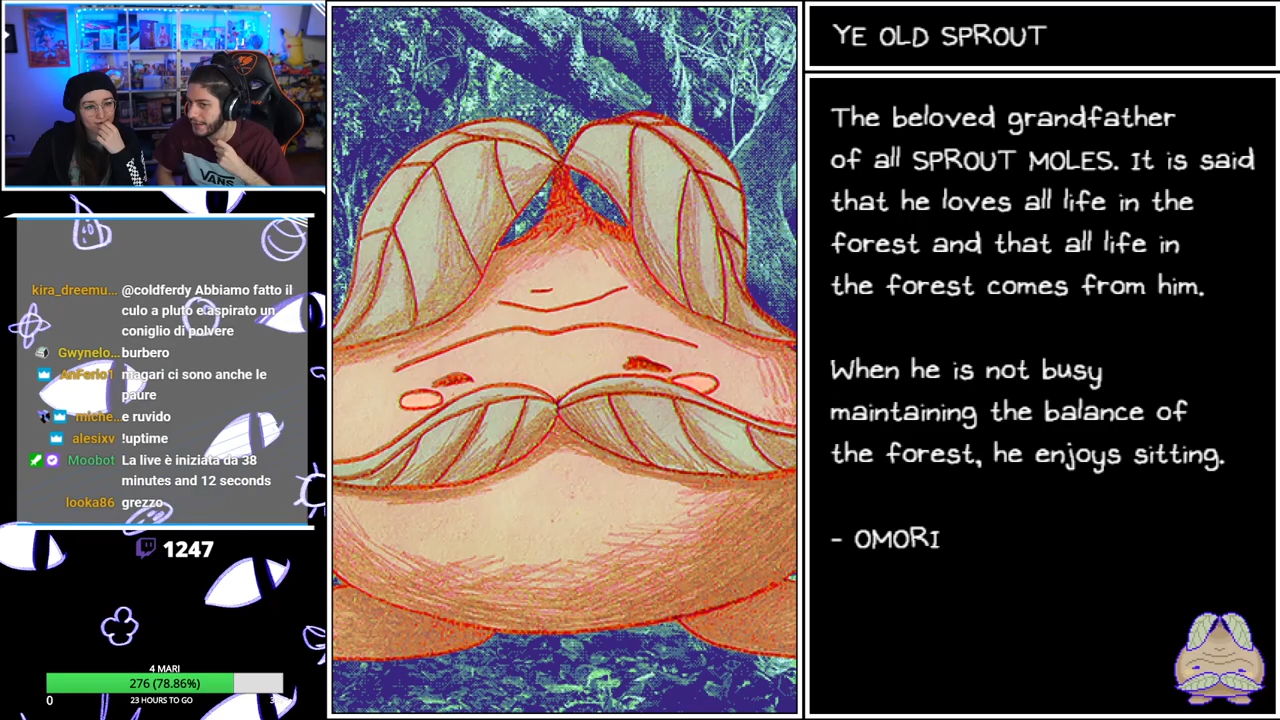 VANS
kira_dreemu... @coldferdy Abbiamo fatto il
culo a pluto e aspirato un
coniglio di polvere
Gwynelo... burbero
AnFerlo1 magari ci sono anche le
paure
miche... e ruvido
alesixv !uptime
Moobot La live è iniziata da 38
minutes and 12 seconds
looka86 grezzo
1247
4 MARI
276 (78.86%)
0
23 HOURS TO GO
YE OLD SPROUT
The beloved grandfather
of all SPROUT MOLES. It is said
that he loves all life in the
forest and that all life in
the forest comes from him.
When he is not busy
maintaining the balance of
the forest, he enjoys sitting.
- OMORI